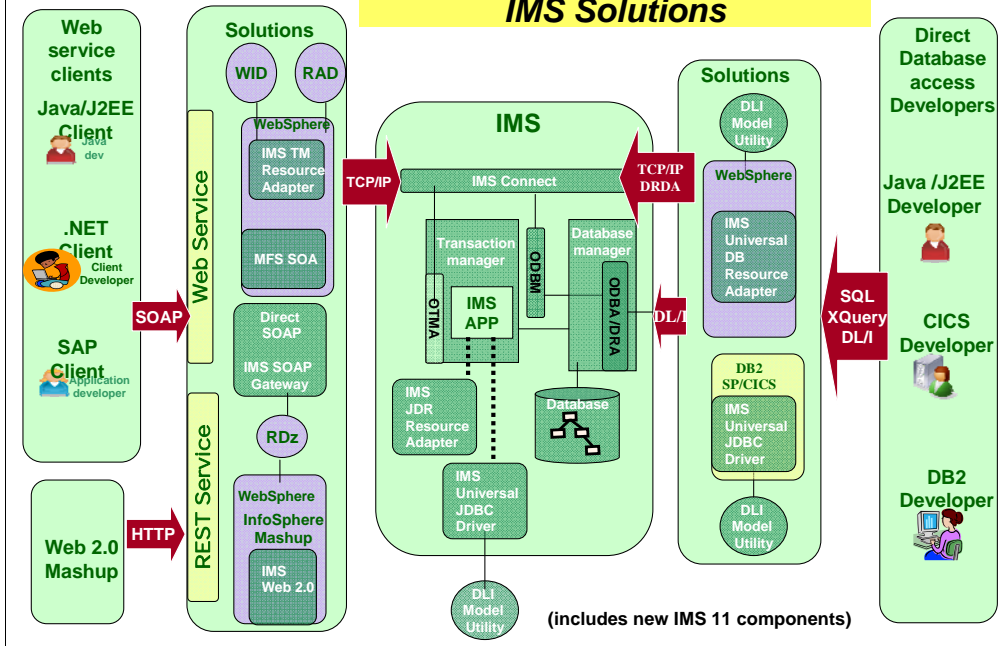 IMS Solutions
Web
service
clients
Java/J2EE
Client
Java
dev
.NET
Client
Client
Developer
SAP
Client
Application
developer
Web 2.0
Mashup
SOAP
HTTP
Solutions
WID
RAD
Web Service
WebSphere
IMS TM
Resource
Adapter
MFS SOA
Direct
SOAP
IMS SOAP
Gateway
RDz
REST Service
WebSphere
InfoSphere
Mashup
IMS
Web 2.0
TCP/IP
IMS
IMS Connect
Transaction
manager
OTMA
IMS
APP
ODBM
Database
manager
ODBA /DRA
IMS
JDR
Resource
Adapter
Database
IMS
Universal
JDBC
Driver
DLI
Model
Utility
TCP/IP
DRDA
DL/I
Solutions
DLI
Model
Utility
WebSphere
IMS
Universal
DB
Resource
Adapter
DB2
SP/CICS
IMS
Universal
JDBC
Driver
DLI
Model
Utility
SQL
XQuery
DL/I
Direct
Database
access
Developers
Java /J2EE
Developer
CICS
Developer
DB2
Developer
(includes new IMS 11 components)